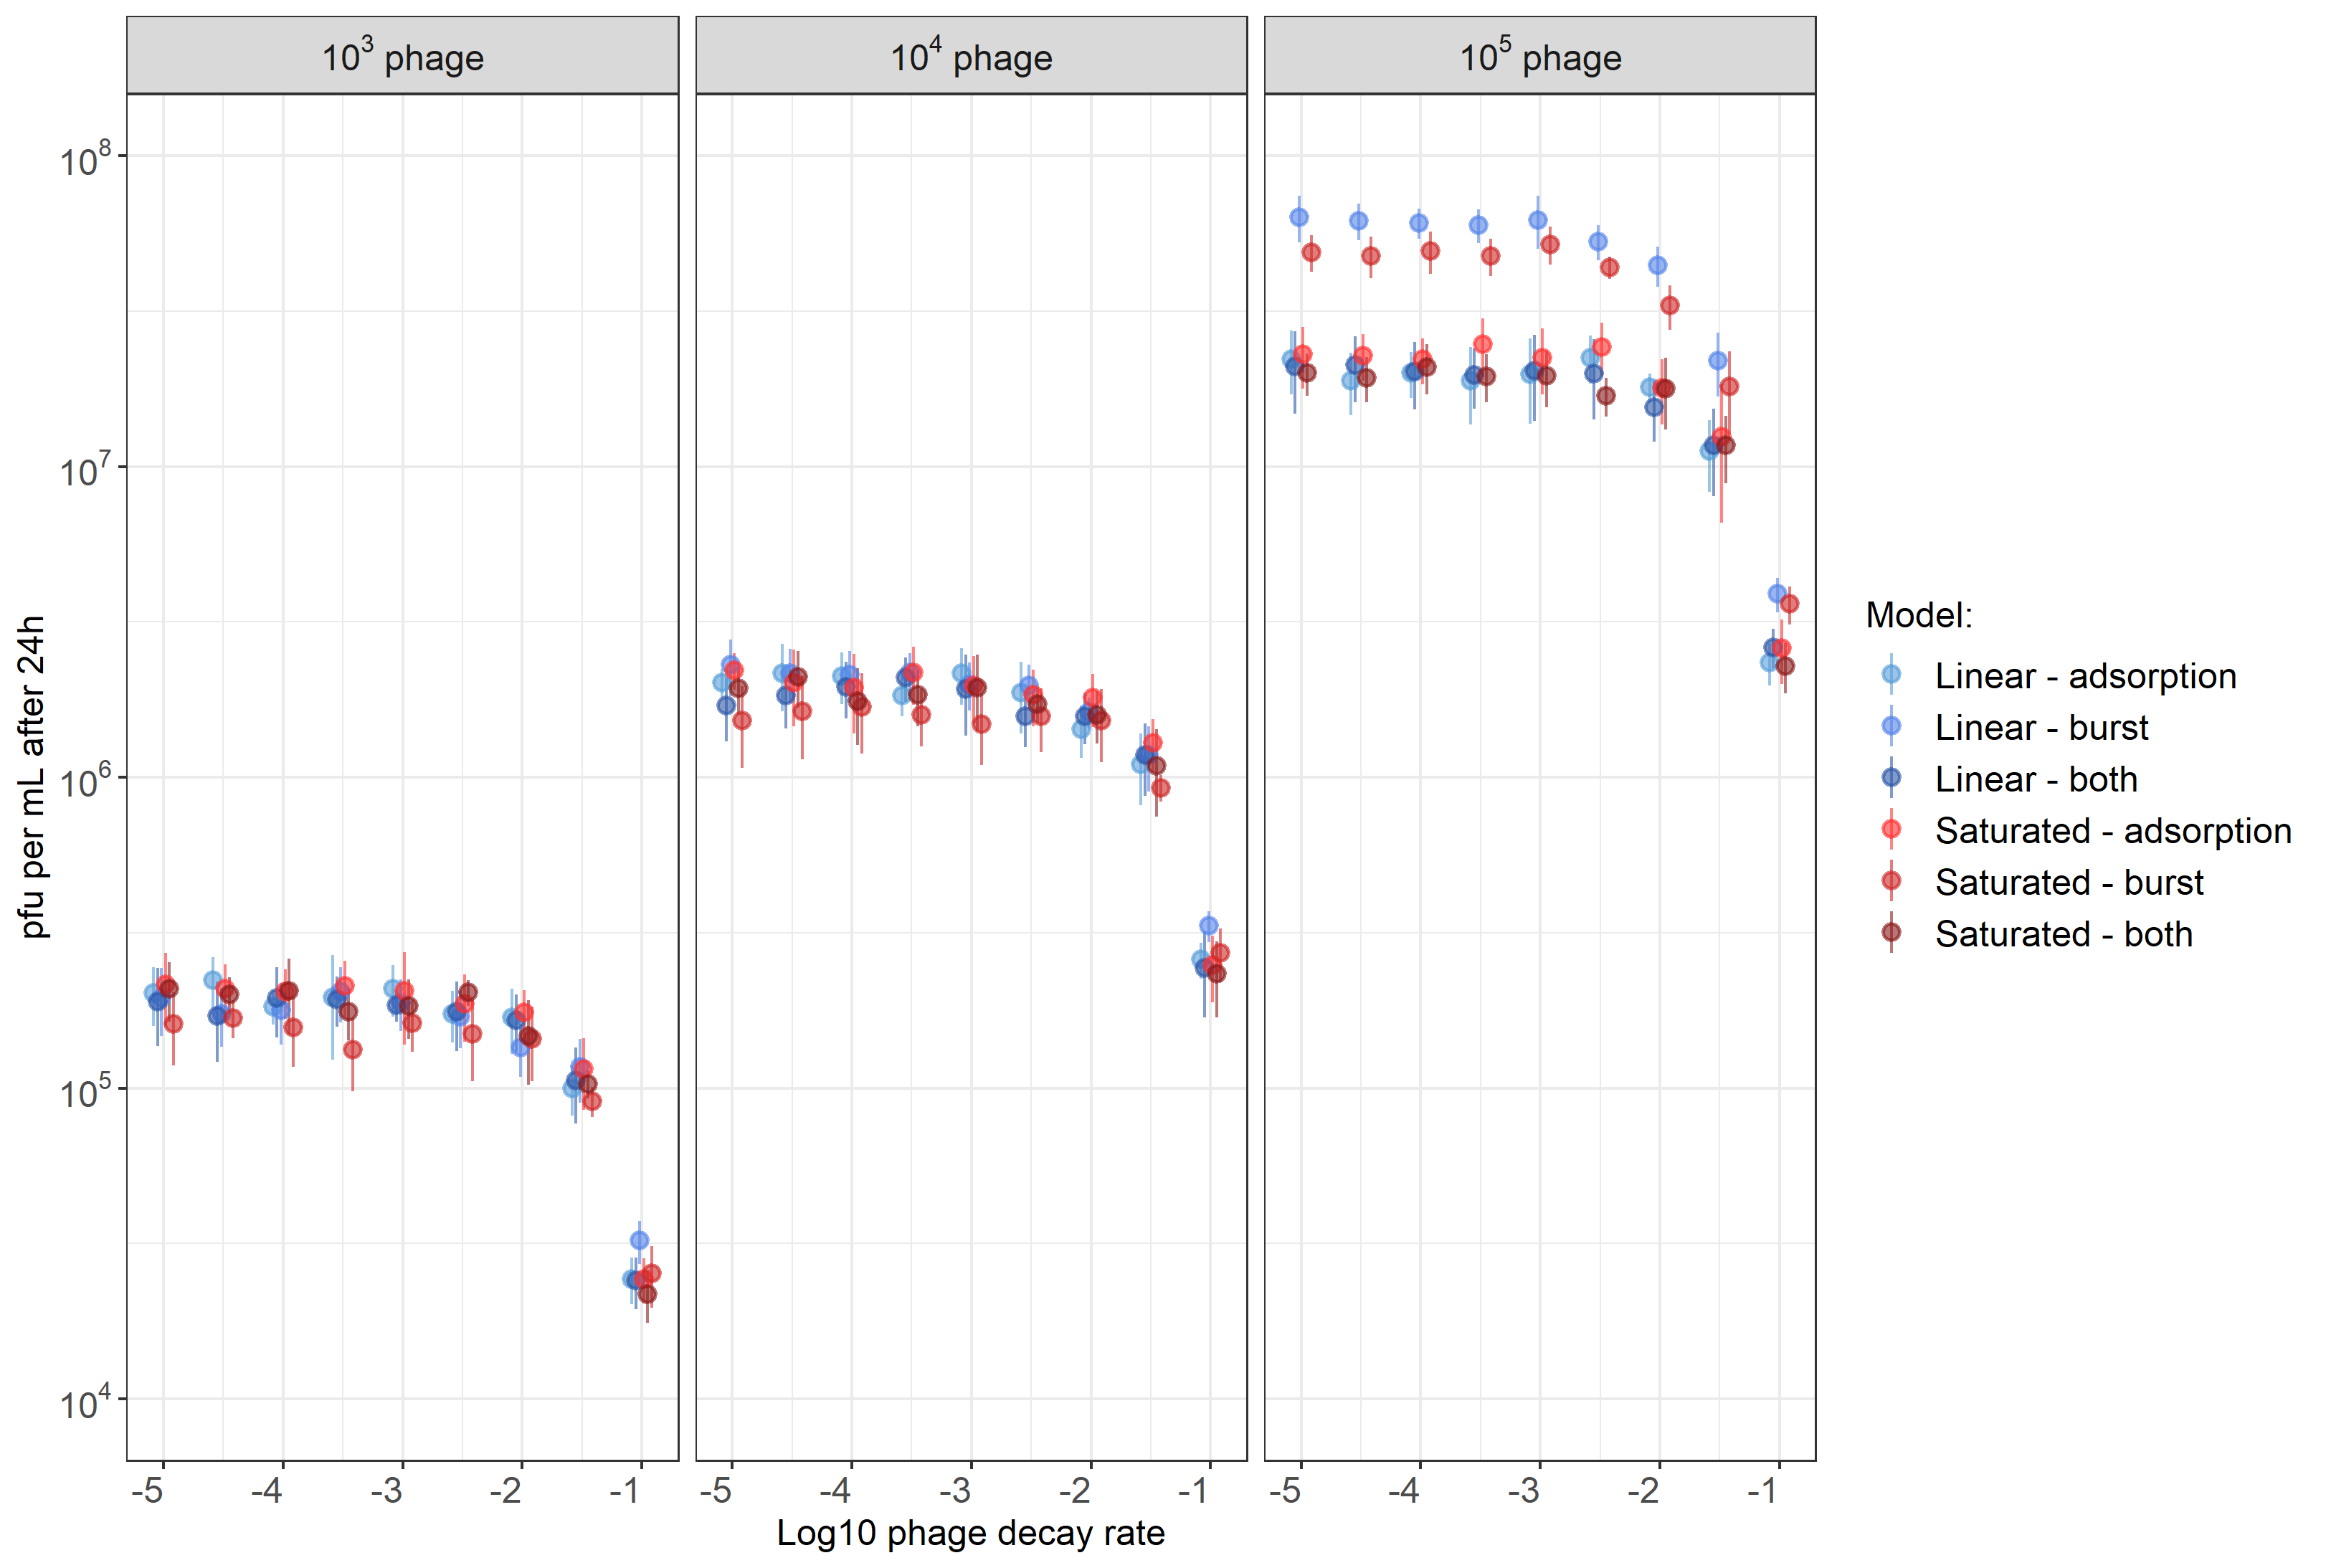 10³ phage
10⁴ phage
10⁵ phage
10⁸
10⁷
10⁶
10⁵
10⁴
pfu per mL after 24h
-5 -4 -3 -2 -1
-5 -4 -3 -2 -1
-5 -4 -3 -2 -1
Log10 phage decay rate
Model:
Linear - adsorption
Linear - burst
Linear - both
Saturated - adsorption
Saturated - burst
Saturated - both